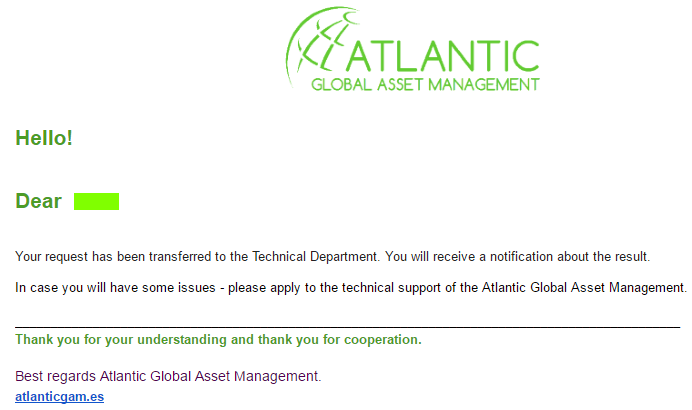 ATLANTIC
GLOBAL ASSET MANAGEMENT
Hello!
Dear
Your request has been transferred to the Technical Department. You will receive a notification about the result.
In case you will have some issues - please apply to the technical support of the Atlantic Global Asset Management.
Thank you for your understanding and thank you for cooperation.
Best regards Atlantic Global Asset Management.
atlanticgam.es